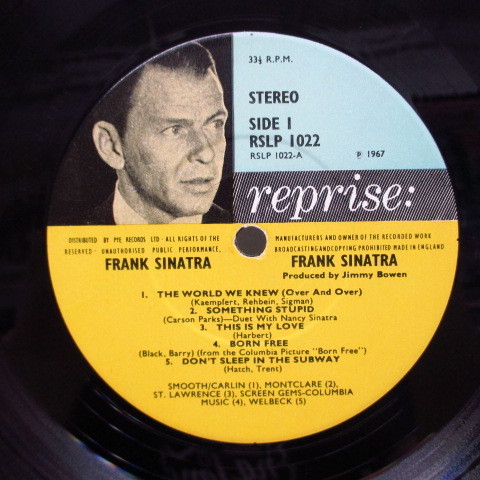 33⅓ R.P.M.
STEREO
SIDE 1
RSLP 1022
RSLP 1022-A ℗ 1967
reprise:
DISTRIBUTED BY PYE RECORDS LTD · ALL RIGHTS OF THE MANUFACTURERS AND OWNER OF THE RECORDED WORK
RESERVED · UNAUTHORISED PUBLIC PERFORMANCE, BROADCASTING AND COPYING PROHIBITED MADE IN ENGLAND
FRANK SINATRA FRANK SINATRA
Produced by Jimmy Bowen
1. THE WORLD WE KNEW (Over And Over)
(Kaempfert, Rehbein, Sigman)
2. SOMETHING STUPID
(Carson Parks)—Duet With Nancy Sinatra
3. THIS IS MY LOVE
(Harbert)
4. BORN FREE
(Black, Barry) (from the Columbia Picture "Born Free")
5. DON'T SLEEP IN THE SUBWAY
(Hatch, Trent)
SMOOTH/CARLIN (1), MONTCLARE (2),
ST. LAWRENCE (3), SCREEN GEMS-COLUMBIA
MUSIC (4), WELBECK (5)